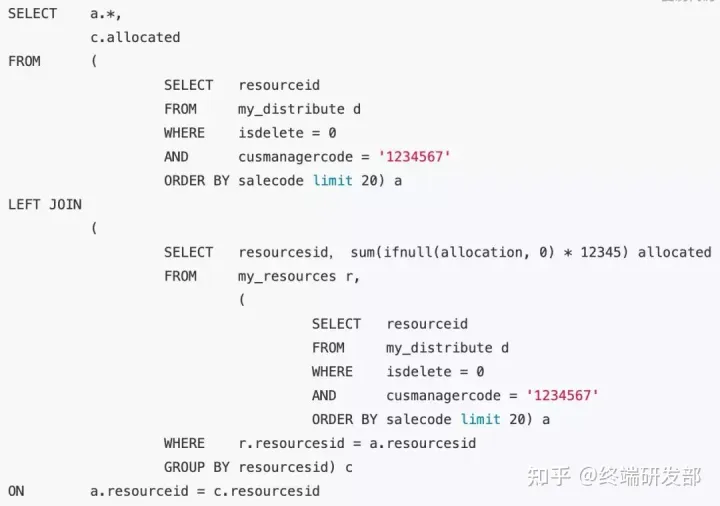 SELECT a.*,
c.allocated
FROM (
SELECT resourceid
FROM my_distribute d
WHERE isdelete = 0
AND cusmanagercode = '1234567'
ORDER BY salecode limit 20) a
LEFT JOIN
(
SELECT resourcesid, sum(ifnull(allocation, 0) * 12345) allocated
FROM my_resources r,
(
SELECT resourceid
FROM my_distribute d
WHERE isdelete = 0
AND cusmanagercode = '1234567'
ORDER BY salecode limit 20) a
WHERE r.resourcesid = a.resourcesid
GROUP BY resourcesid) c
ON a.resourceid = c.resourcesid
知乎 @终端研发部